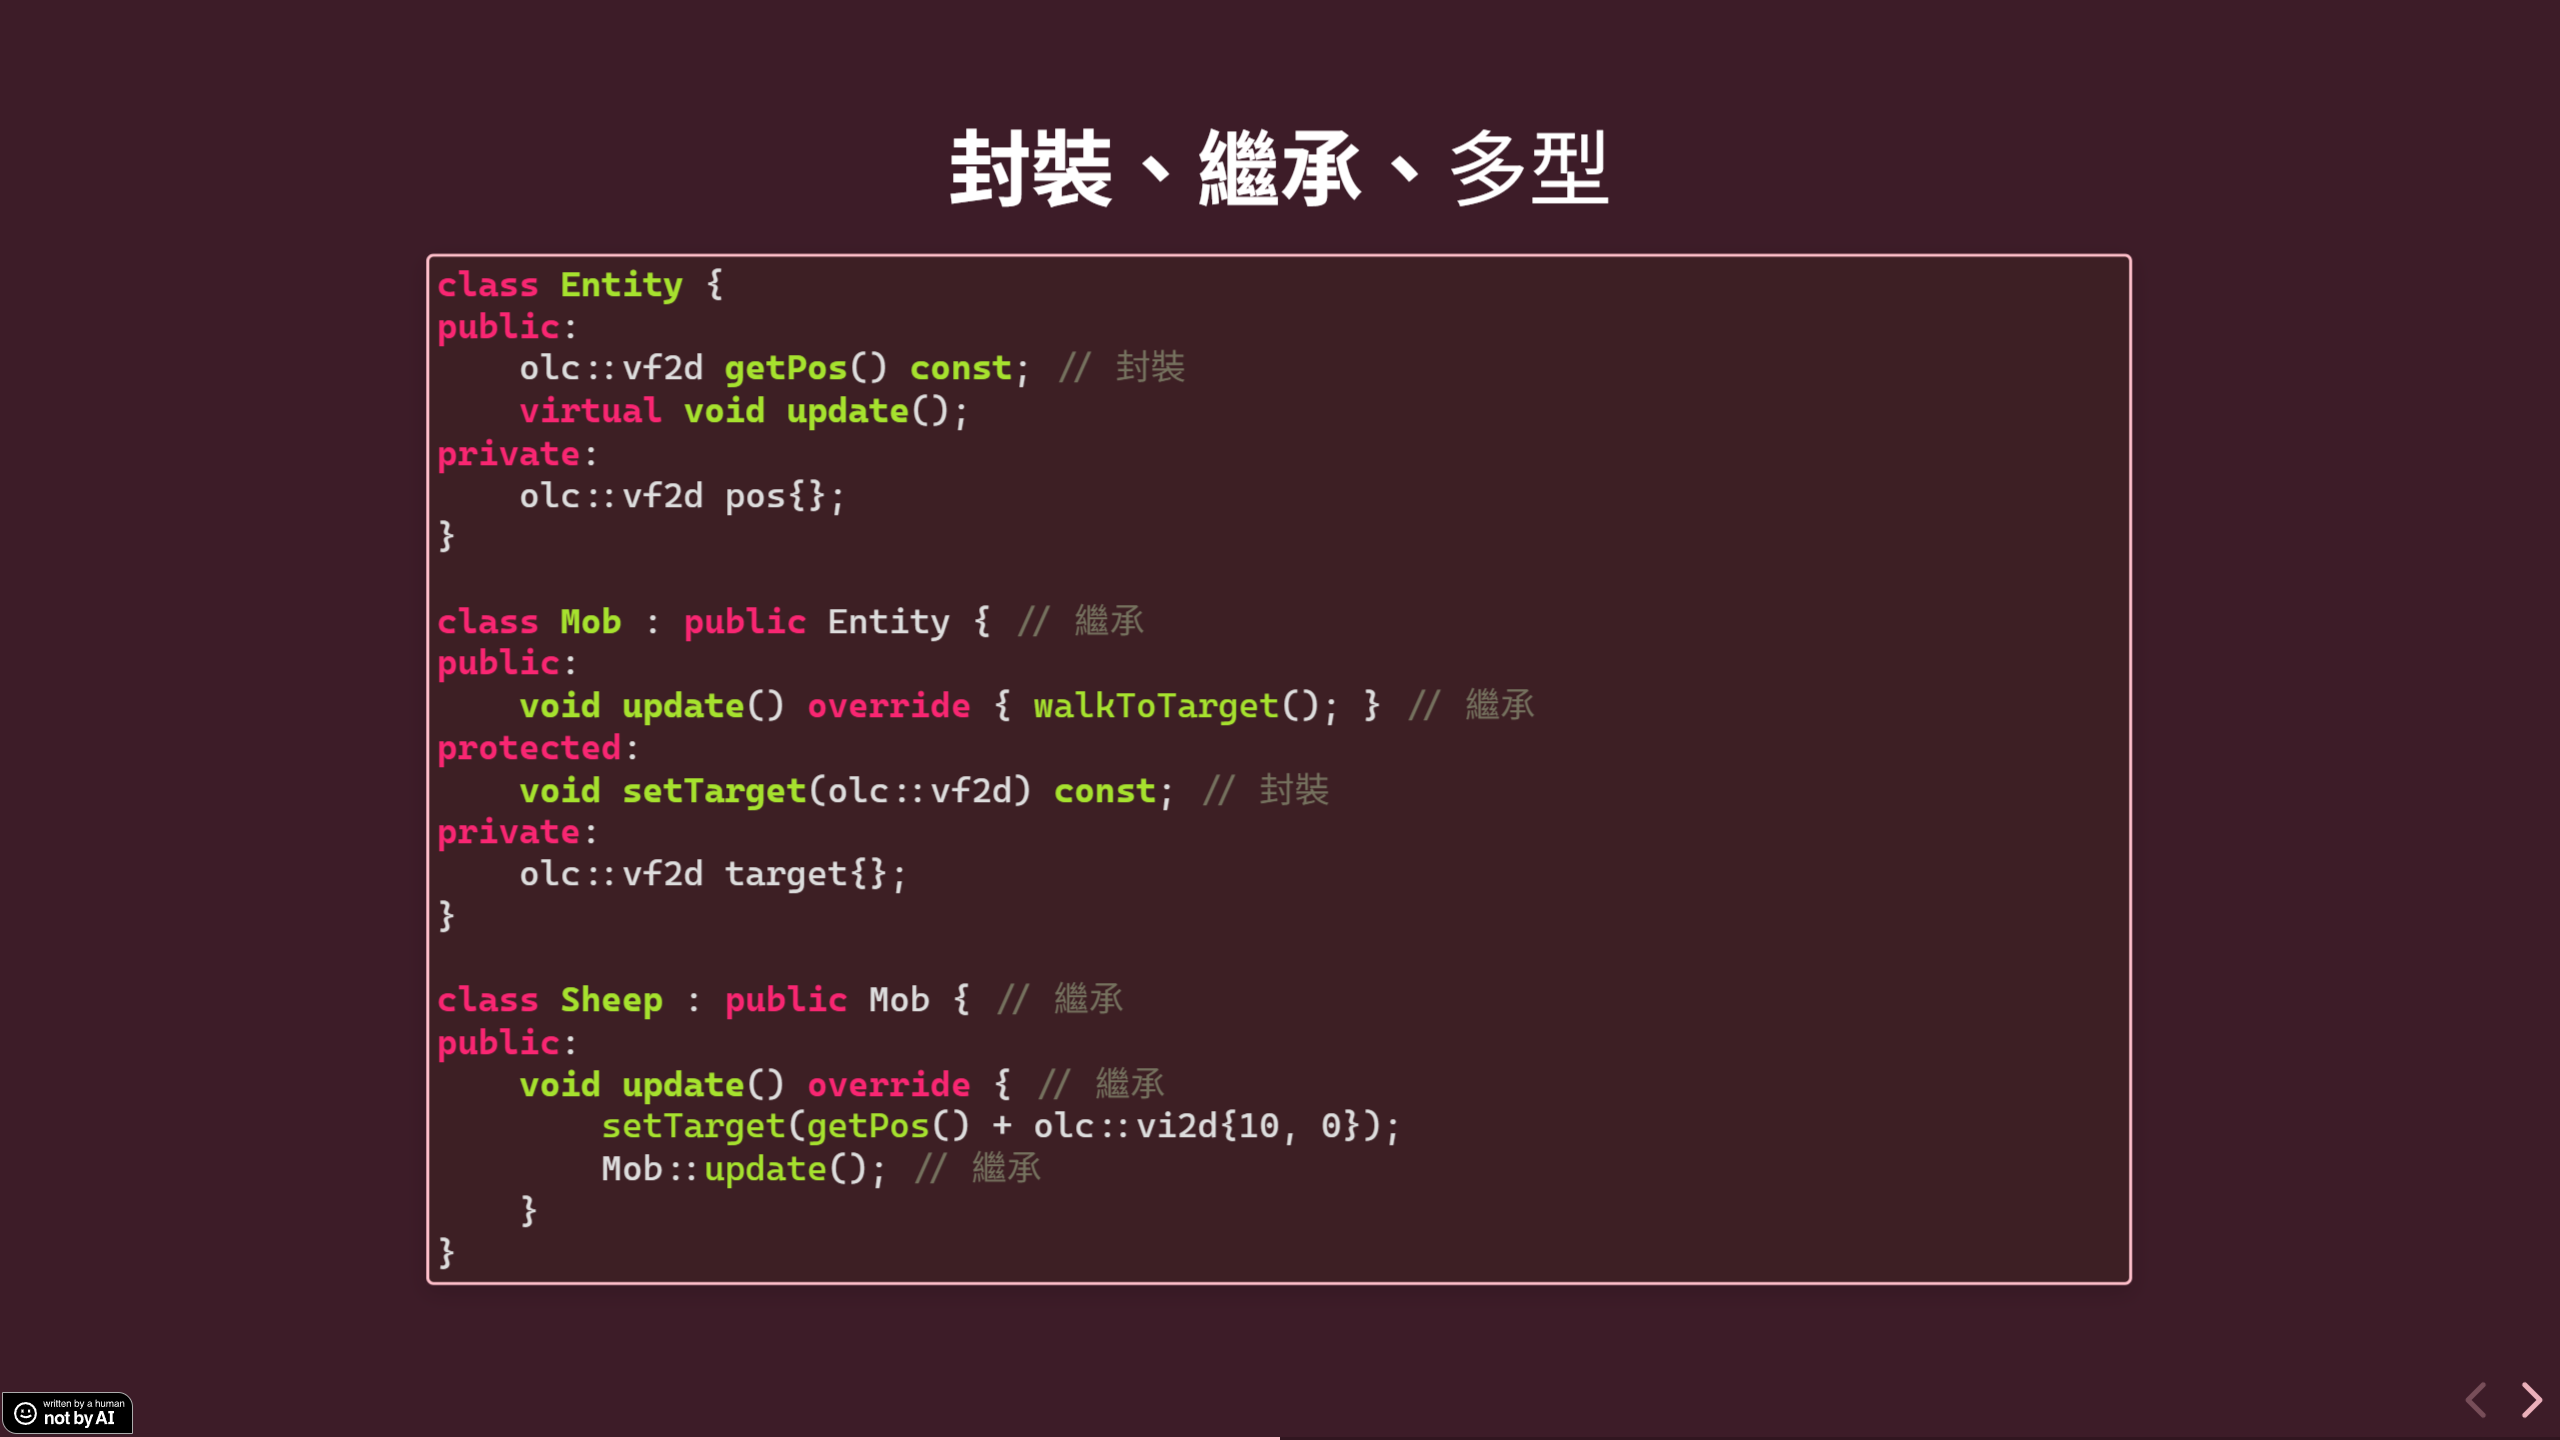 封裝、繼承、多型
class Entity {
public:
    olc::vf2d getPos() const; // 封裝
    virtual void update();
private:
    olc::vf2d pos{};
}

class Mob : public Entity { // 繼承
public:
    void update() override { walkToTarget(); } // 繼承
protected:
    void setTarget(olc::vf2d) const; // 封裝
private:
    olc::vf2d target{};
}

class Sheep : public Mob { // 繼承
public:
    void update() override { // 繼承
        setTarget(getPos() + olc::vi2d{10, 0});
        Mob::update(); // 繼承
    }
}
written by a human
not by AI